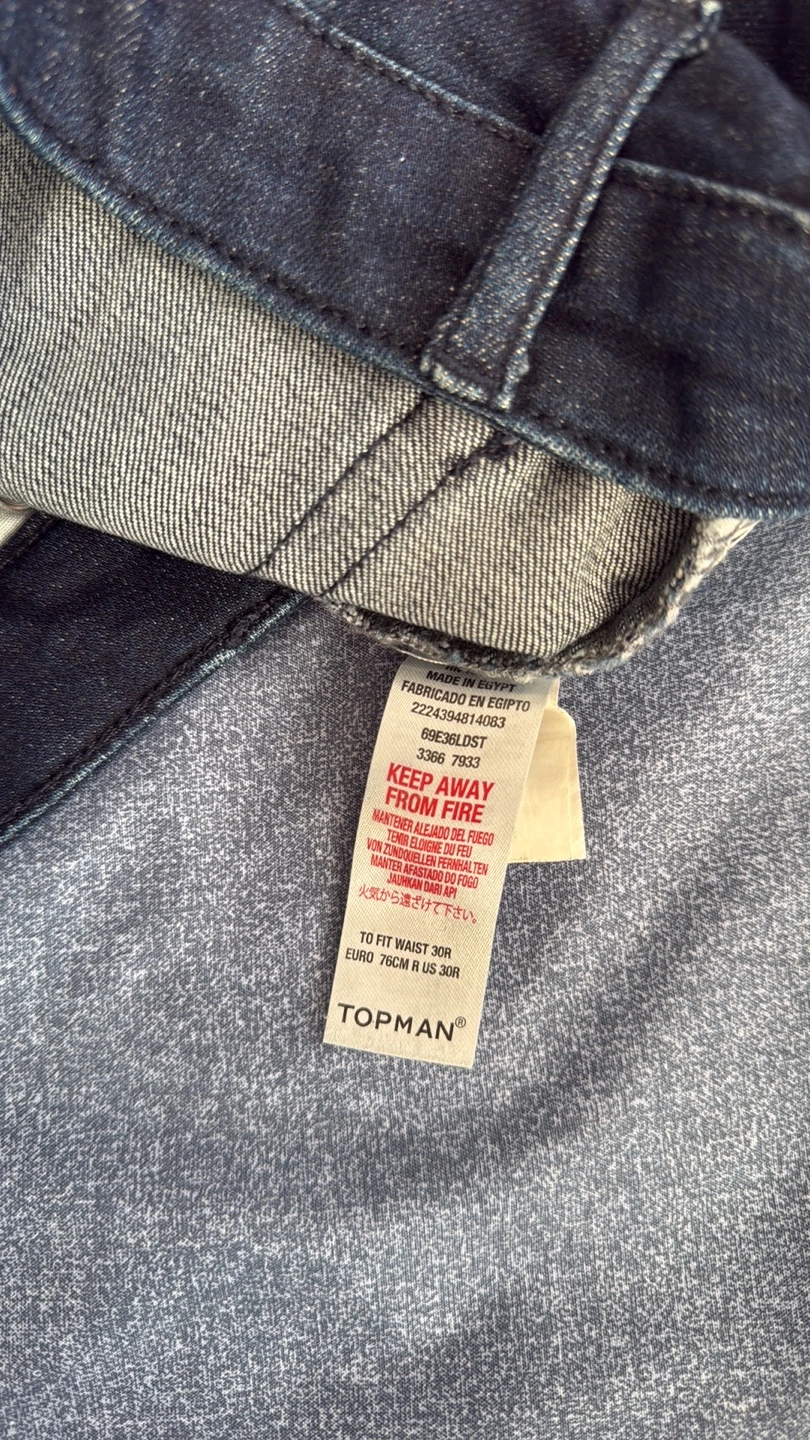 MADE IN EGYPT
FABRICADO EN EGIPTO
2224394814083
69E36LDST
3366 7933
KEEP AWAY
FROM FIRE
MANTENER ALEJADO DEL FUEGO
TENIR ELOIGNE DU FEU
VON ZUNDQUELLEN FERNHALTEN
MANTER AFASTADO DO FOGO
JAUHKAN DARI API
火気から遠ざけて下さい。
TO FIT WAIST 30R
EURO 76CM R US 30R
TOPMAN®